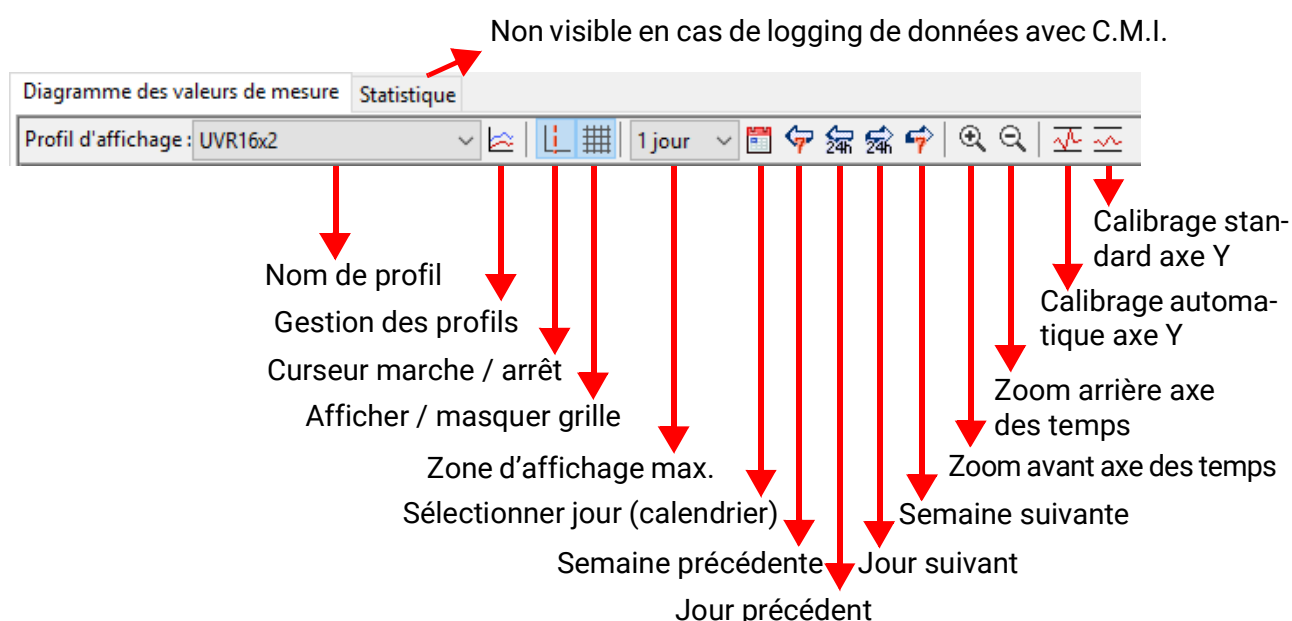 Non visible en cas de logging de données avec C.M.I.
Diagramme des valeurs de mesure Statistique
Profil d'affichage : UVR16x2 1 jour 7 24h 24h 7
Calibrage stan-
dard axe Y
Nom de profil
Calibrage automa-
tique axe Y
Gestion des profils
Curseur marche / arrêt
Zoom arrière axe
des temps
Afficher / masquer grille
Zone d’affichage max.
Zoom avant axe des temps
Sélectionner jour (calendrier)
Semaine suivante
Semaine précédente
Jour suivant
Jour précédent